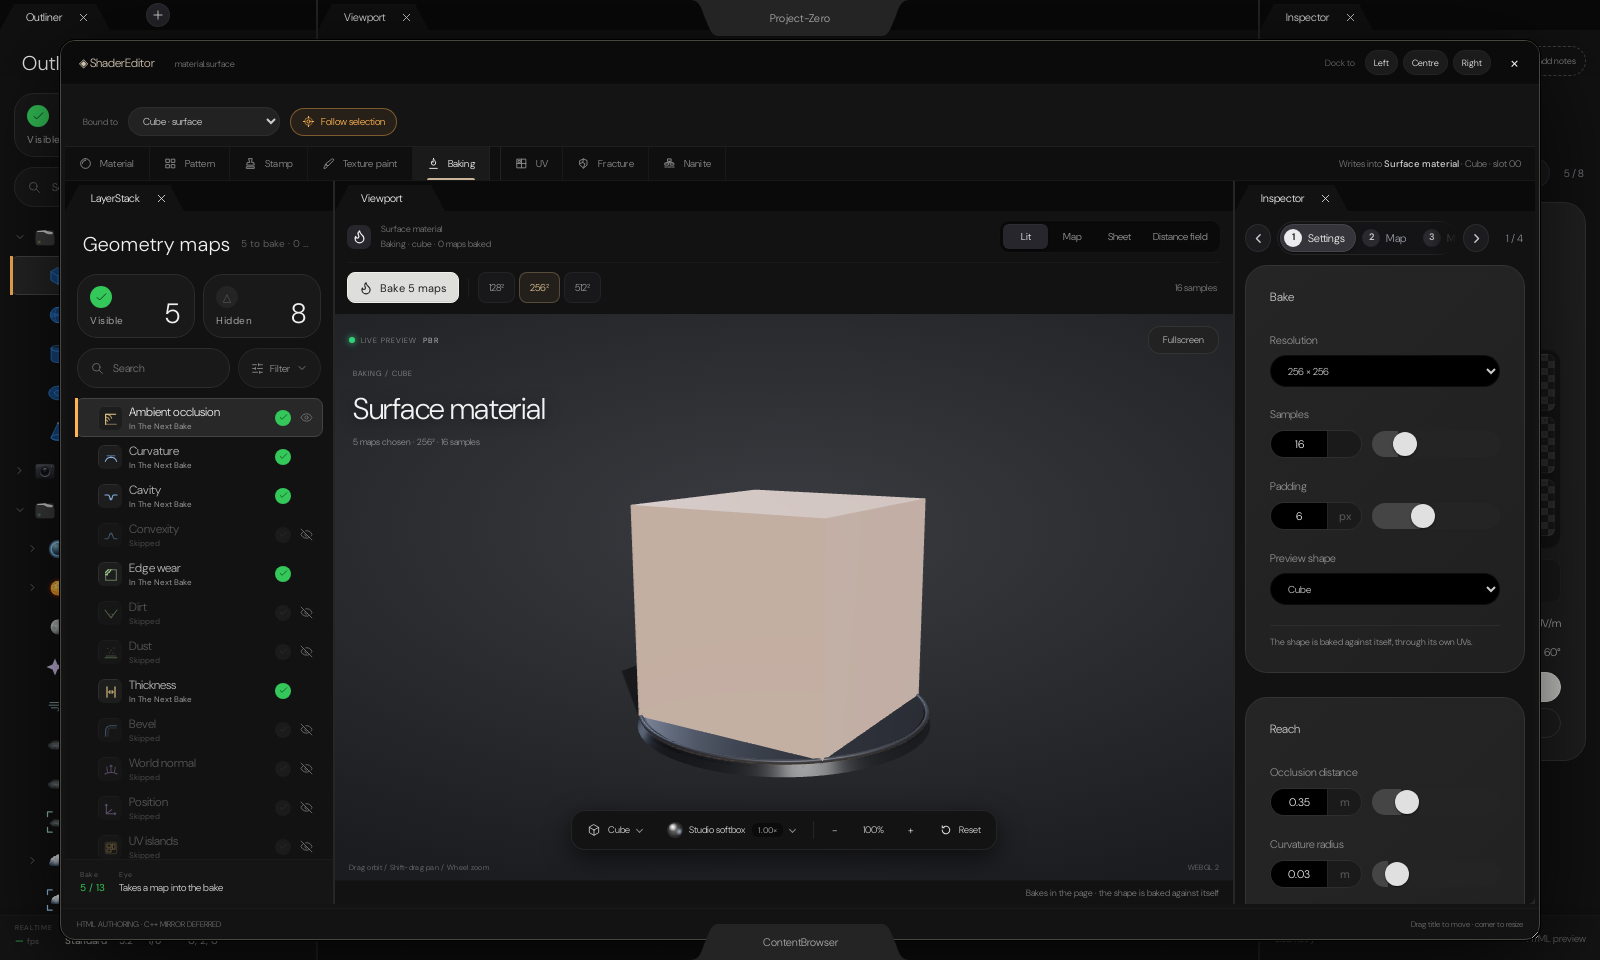 Outliner
Viewport
Project-Zero
Inspector
Outl
ShaderEditor
material.surface
Dock to
Left
Centre
Right
add notes
Bound to
Cube · surface
Follow selection
Visible
Material
Pattern
Stamp
Texture paint
Baking
UV
Fracture
Nanite
Writes into Surface material · Cube · slot 00
5 / 8
LayerStack
Viewport
Inspector
Geometry maps
5 to bake · 0 ...
Surface material
Baking · cube · 0 maps baked
Lit
Map
Sheet
Distance field
1 Settings
2 Map
3 M
1 / 4
Visible
5
Hidden
8
Bake 5 maps
128²
256²
512²
16 samples
Bake
Search
Filter
LIVE PREVIEW PBR
Fullscreen
Resolution
256 × 256
BAKING / CUBE
Surface material
5 maps chosen · 256² · 16 samples
Samples
16
Padding
6 px
Preview shape
Cube
The shape is baked against itself, through its own UVs.
Ambient occlusion
In The Next Bake
Curvature
In The Next Bake
Cavity
In The Next Bake
Convexity
Skipped
Edge wear
In The Next Bake
Dirt
Skipped
Dust
Skipped
Thickness
In The Next Bake
Bevel
Skipped
World normal
Skipped
Position
Skipped
UV islands
Skipped
V/m
60°
Reach
Occlusion distance
0.35 m
Curvature radius
0.03 m
Cube
Studio softbox
1.00×
−
100%
+
Reset
Drag orbit / Shift-drag pan / Wheel zoom
WEBGL 2
Bake
5 / 13
Eye
Takes a map into the bake
Bakes in the page · the shape is baked against itself
HTML AUTHORING · C++ MIRROR DEFERRED
Drag title to move · corner to resize
REALTIME
fps
ContentBrowser
HTML preview